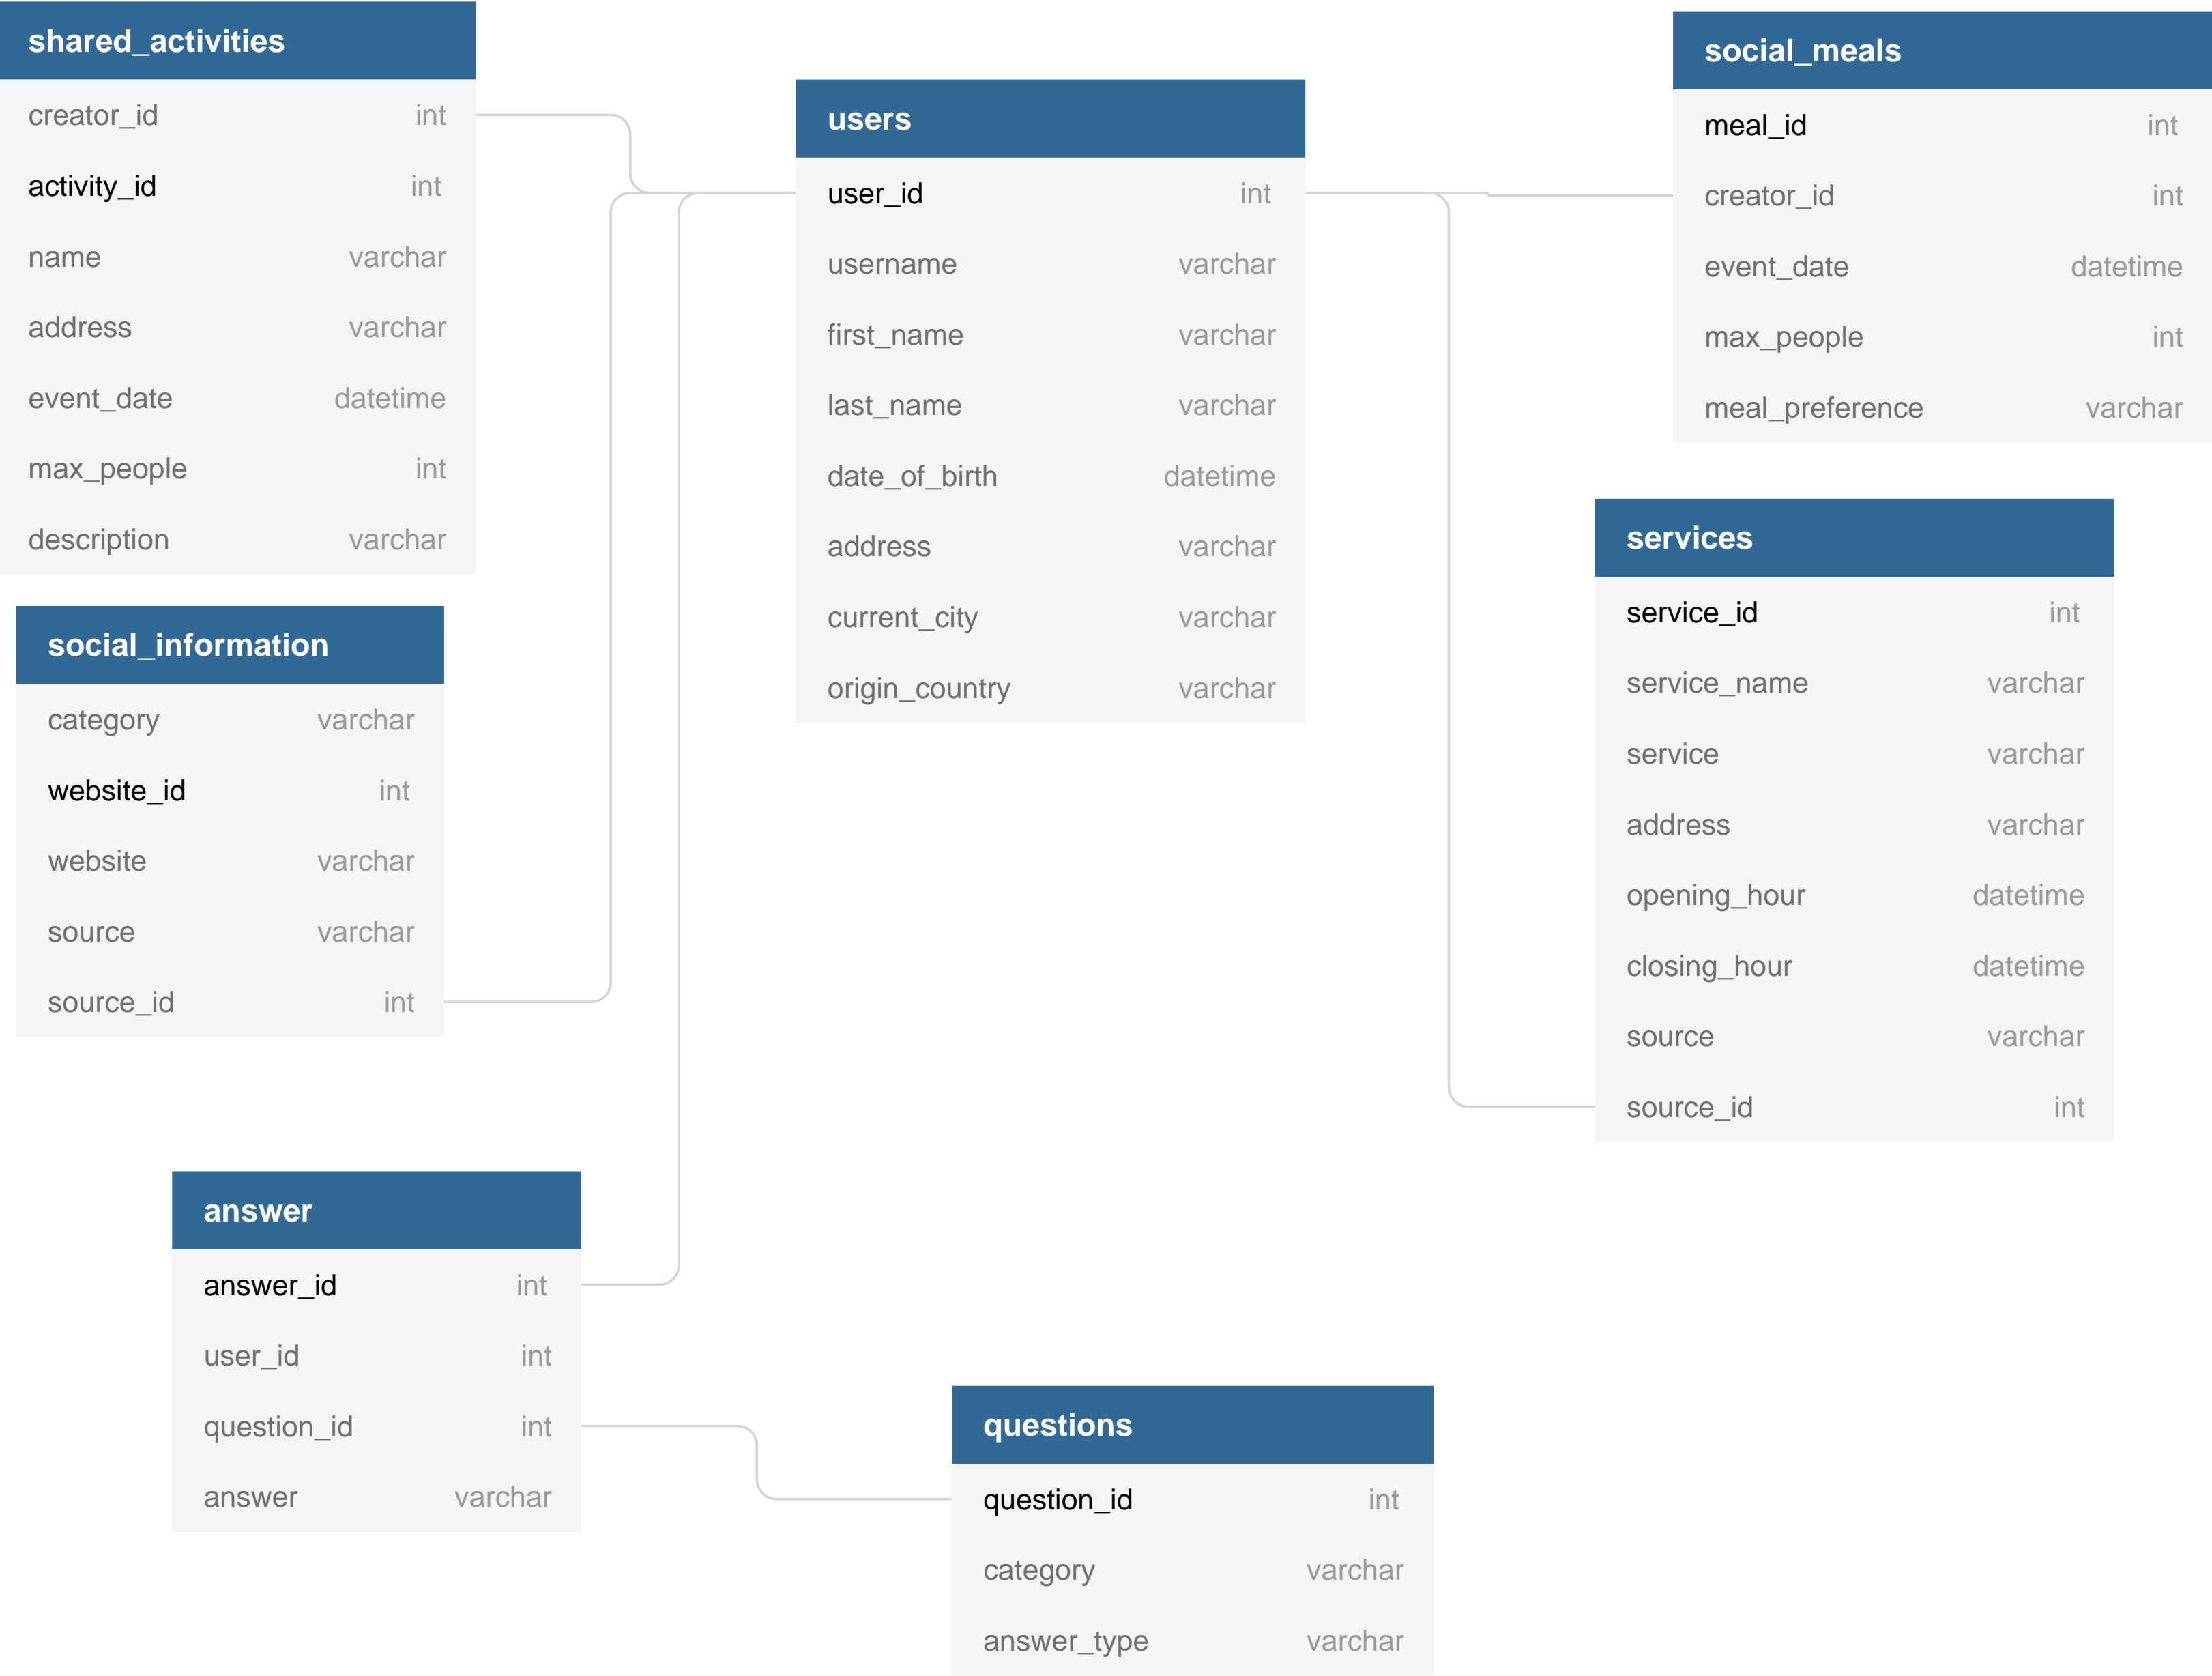 shared_activities
creator_id int
activity_id int
name varchar
address varchar
event_date datetime
max_people int
description varchar
social_information
category varchar
website_id int
website varchar
source varchar
source_id int
answer
answer_id int
user_id int
question_id int
answer varchar
users
user_id int
username varchar
first_name varchar
last_name varchar
date_of_birth datetime
address varchar
current_city varchar
origin_country varchar
questions
question_id int
category varchar
answer_type varchar
social_meals
meal_id int
creator_id int
event_date datetime
max_people int
meal_preference varchar
services
service_id int
service_name varchar
service varchar
address varchar
opening_hour datetime
closing_hour datetime
source varchar
source_id int